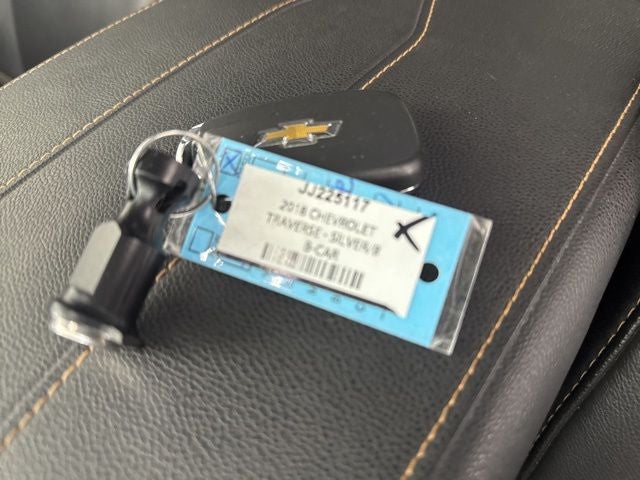 JJ225117
2018 CHEVROLET
TRAVERSE - SILVER/B
B-CAR